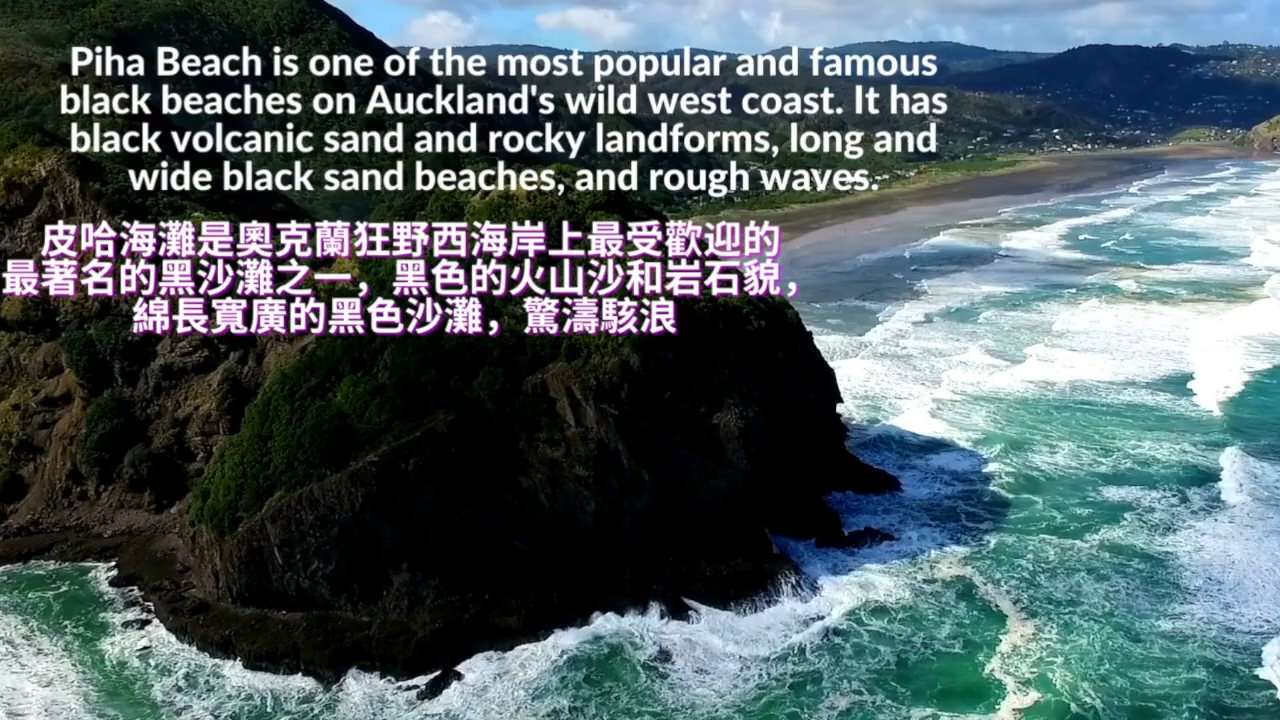 Piha Beach is one of the most popular and famous
black beaches on Auckland's wild west coast. It has
black volcanic sand and rocky landforms, long and
wide black sand beaches, and rough waves.
皮哈海灘是奧克蘭狂野西海岸上最受歡迎的
最著名的黑沙灘之一，黑色的火山沙和岩石貌，
綿長寬廣的黑色沙灘，驚濤駭浪